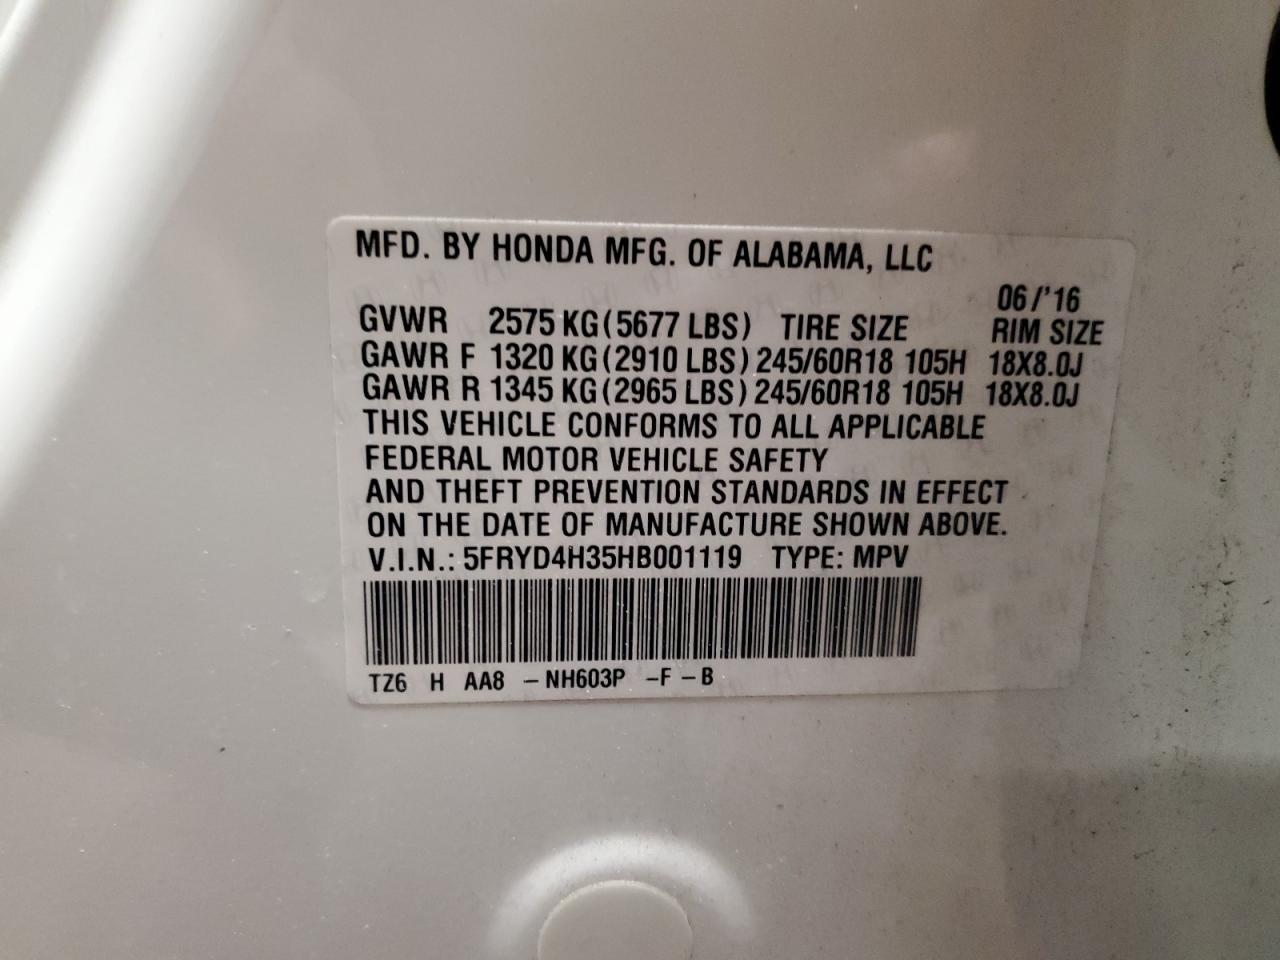 MFD. BY HONDA MFG. OF ALABAMA, LLC
06/'16
GVWR 2575 KG (5677 LBS) TIRE SIZE RIM SIZE
GAWR F 1320 KG (2910 LBS) 245/60R18 105H 18X8.0J
GAWR R 1345 KG (2965 LBS) 245/60R18 105H 18X8.0J
THIS VEHICLE CONFORMS TO ALL APPLICABLE
FEDERAL MOTOR VEHICLE SAFETY
AND THEFT PREVENTION STANDARDS IN EFFECT
ON THE DATE OF MANUFACTURE SHOWN ABOVE.
V.I.N.: 5FRYD4H35HB001119 TYPE: MPV
TZ6 H AA8 - NH603P - F - B